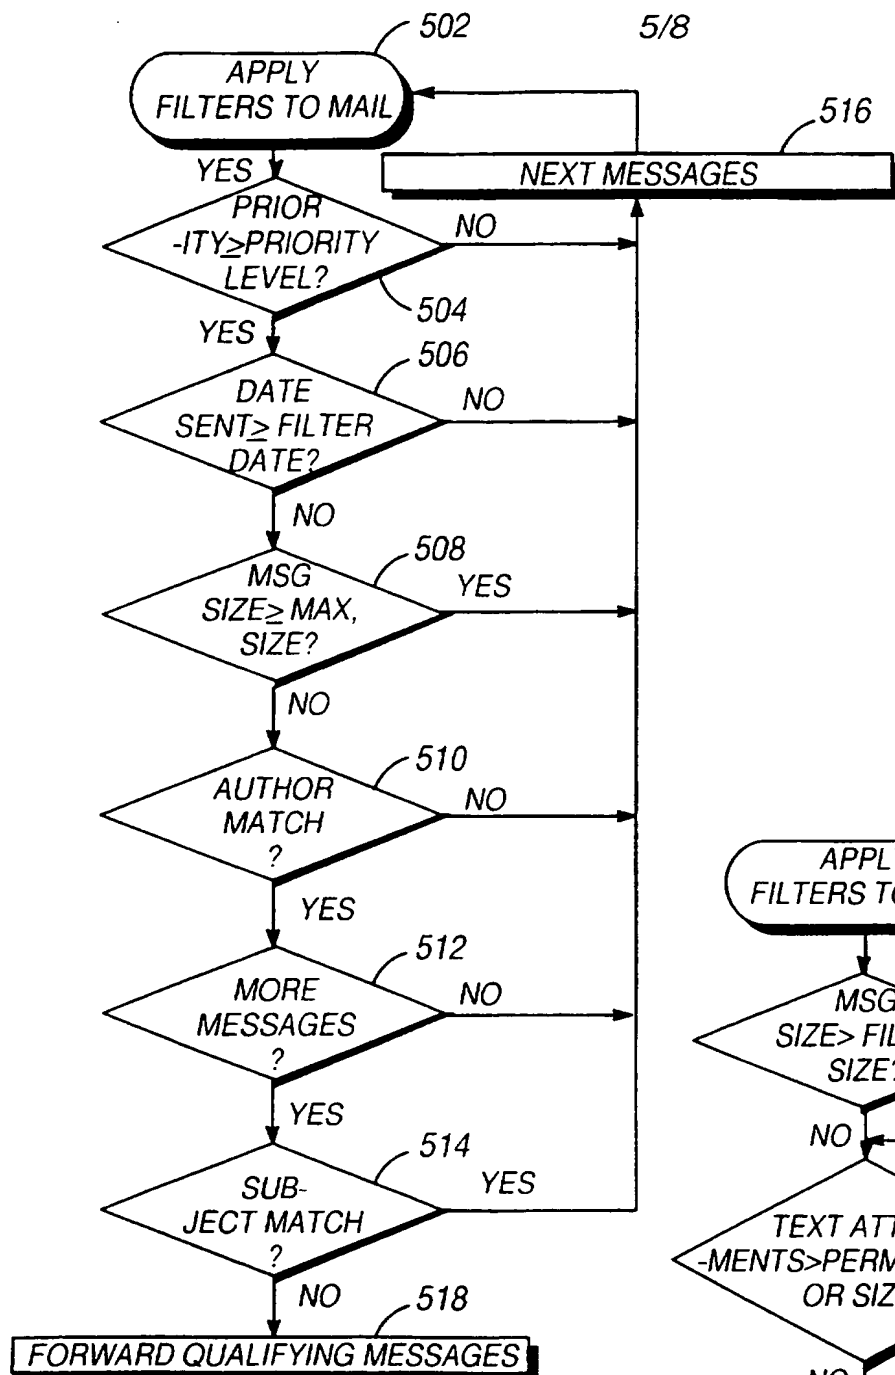 502
5/8
APPLY
FILTERS TO MAIL
516
NEXT MESSAGES
YES
PRIOR
-ITY≥PRIORITY
LEVEL?
NO
504
YES
506
DATE
SENT≥ FILTER
DATE?
NO
NO
508
MSG
SIZE≥ MAX,
SIZE?
YES
NO
510
AUTHOR
MATCH
?
NO
YES
512
MORE
MESSAGES
?
NO
YES
514
SUB-
JECT MATCH
?
YES
NO
518
FORWARD QUALIFYING MESSAGES
APPL
FILTERS TO
MSG
SIZE> FIL
SIZE?
NO
TEXT ATT
-MENTS>PERM
OR SIZ
NO